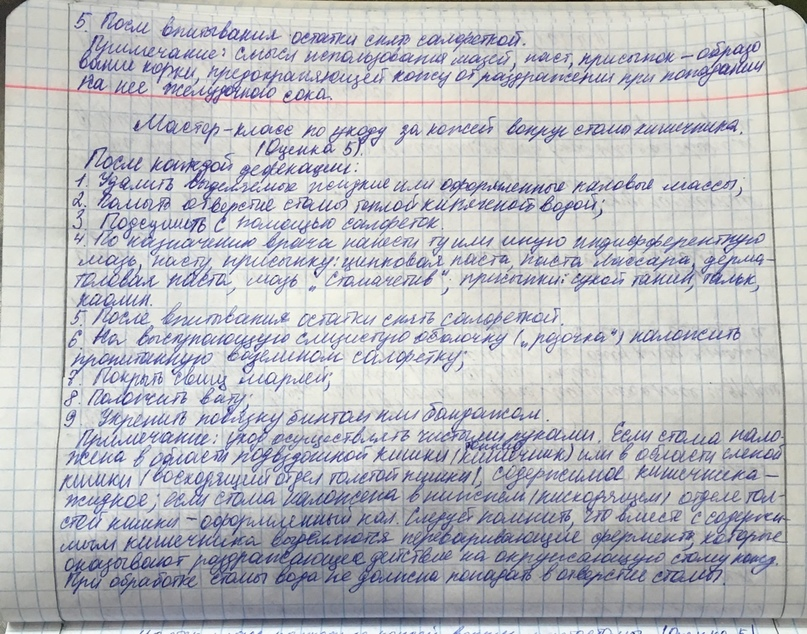 5. После впитывания остатки снять салфеткой.
Примечание: смысл использования мазей, паст, присыпок – образо
вание корки, предохраняющей кожу от раздражения при попадании
на нее желудочного сока.
Мастер-класс по уходу за кожей вокруг стомы кишечника.
(Оценка 5).
После каждой дефекации:
1. Удалить выделяемые жидкие или оформленные каловые массы;
2. Помыть отверстие стомы теплой кипяченой водой;
3. Подсушить с помощью салфеток.
4. По назначению врача нанести ту или иную индифферентную
мазь, пасту, присыпку: цинковая паста, паста Лассара, дерма-
толовая паста, мазь „Стомагезив", присыпки: сухой танин, тальк,
каолин.
5. После впитывания остатки снять салфеткой.
6. На выступающую слизистую оболочку („розочка") наложить
пропитанную вазелином салфетку;
7. Покрыть свищ марлей;
8. Положить вату;
9. Укрепить повязку бинтом или бандажом.
Примечание: уход осуществлять чистыми руками. Если стома нало-
жена в области подвздошной кишки (кишечник) или в области слепой
кишки (восходящий отдел толстой кишки), содержимое кишечника –
жидкое; если стома наложена в нижнем (нисходящем) отделе тол-
стой кишки – оформленный кал. Следует помнить, что вместе с содержи-
мым кишечника выделяются переваривающие ферменты, которые
оказывают раздражающее действие на окружающую стому кожу.
При обработке стомы вода не должна попадать в отверстие стомы.